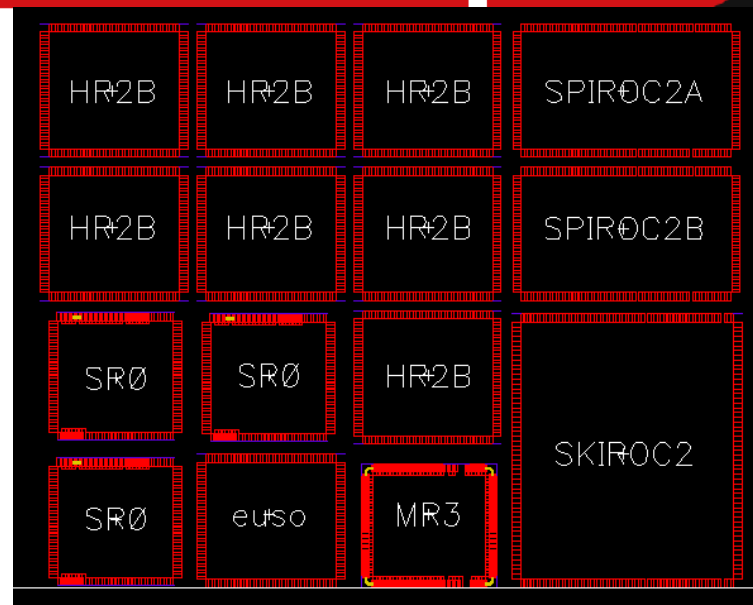 HR2B HR2B HR2B SPIROC2A
HR2B HR2B HR2B SPIROC2B
SR0 SR0 HR2B
SKIROC2
SR0 euso MR3